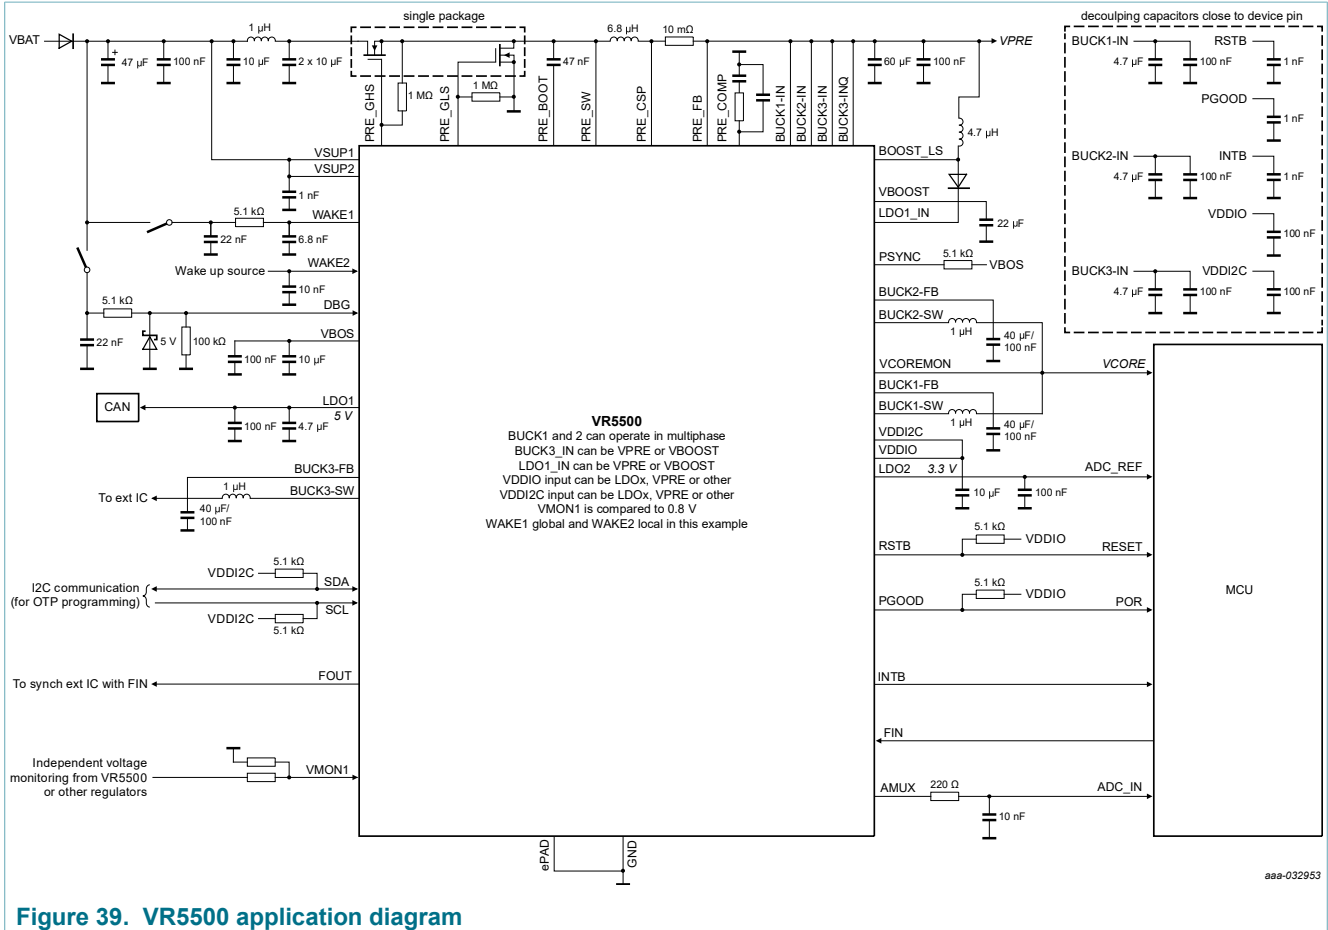 single package
decoulping capacitors close to device pin
VBAT
1 µH
6.8 µH
10 mΩ
VPRE
+
47 µF
100 nF
10 µF
2 x 10 µF
1 MΩ
1 MΩ
47 nF
60 µF
100 nF
PRE_GHS
PRE_GLS
PRE_BOOT
PRE_SW
PRE_CSP
PRE_FB
PRE_COMP
BUCK1-IN
BUCK2-IN
BUCK3-IN
BUCK3-INQ
4.7 µH
BUCK1-IN
4.7 µF
100 nF
RSTB
1 nF
PGOOD
1 nF
BUCK2-IN
4.7 µF
100 nF
INTB
1 nF
VDDIO
100 nF
BUCK3-IN
4.7 µF
100 nF
VDDI2C
100 nF
VSUP1
VSUP2
1 nF
5.1 kΩ
WAKE1
22 nF
6.8 nF
Wake up source
WAKE2
10 nF
5.1 kΩ
DBG
22 nF
5 V
100 kΩ
VBOS
100 nF
10 µF
CAN
LDO1
5 V
100 nF
4.7 µF
BUCK3-FB
1 µH
BUCK3-SW
To ext IC
40 µF/
100 nF
5.1 kΩ
VDDI2C
SDA
I2C communication
(for OTP programming)
SCL
VDDI2C
5.1 kΩ
FOUT
To synch ext IC with FIN
Independent voltage
monitoring from VR5500
or other regulators
VMON1
VR5500
BUCK1 and 2 can operate in multiphase
BUCK3_IN can be VPRE or VBOOST
LDO1_IN can be VPRE or VBOOST
VDDIO input can be LDOx, VPRE or other
VDDI2C input can be LDOx, VPRE or other
VMON1 is compared to 0.8 V
WAKE1 global and WAKE2 local in this example
ePAD
GND
BOOST_LS
VBOOST
LDO1_IN
22 µF
PSYNC
5.1 kΩ
VBOS
BUCK2-FB
BUCK2-SW
1 µH
40 µF/
100 nF
VCOREMON
VCORE
BUCK1-FB
BUCK1-SW
1 µH
40 µF/
100 nF
VDDI2C
VDDIO
LDO2
3.3 V
ADC_REF
10 µF
100 nF
5.1 kΩ
VDDIO
RSTB
RESET
5.1 kΩ
VDDIO
PGOOD
POR
MCU
INTB
FIN
AMUX
220 Ω
ADC_IN
10 nF
aaa-032953
Figure 39. VR5500 application diagram